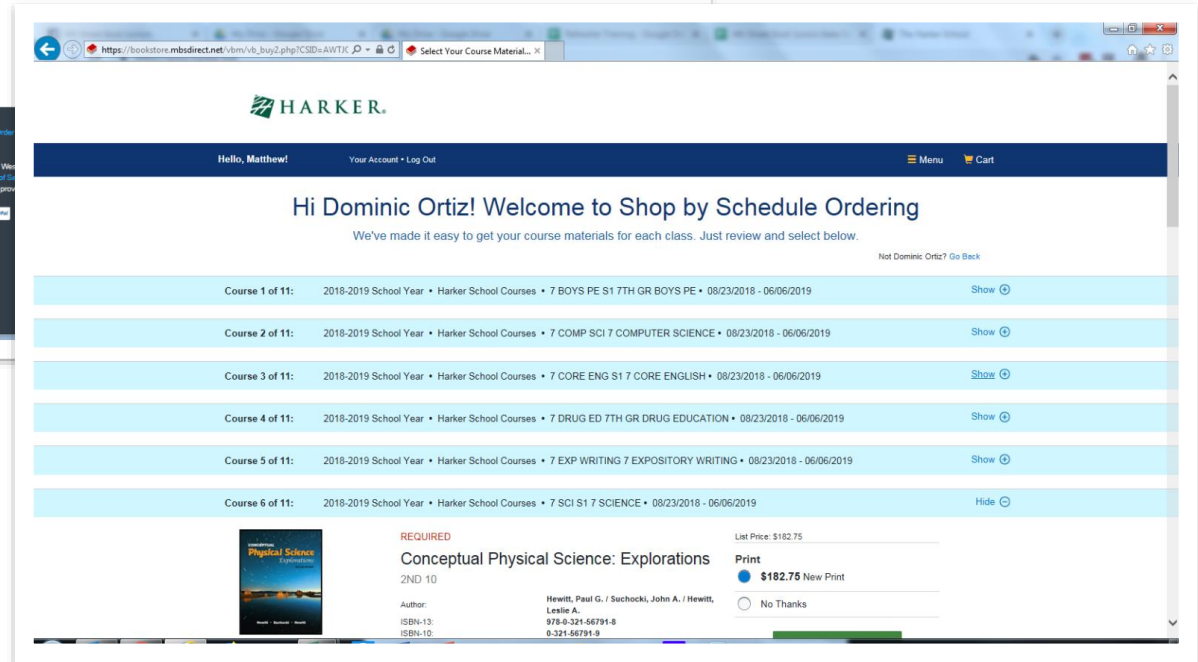 https://bookstore.mbsdirect.net/vbm/vb_buy2.php?CSID=AWTJC
Select Your Course Material...
HARKER.
Hello, Matthew!
Your Account • Log Out
Menu
Cart
Hi Dominic Ortiz! Welcome to Shop by Schedule Ordering
We've made it easy to get your course materials for each class. Just review and select below.
Not Dominic Ortiz? Go Back
Course 1 of 11: 2018-2019 School Year • Harker School Courses • 7 BOYS PE S1 7TH GR BOYS PE • 08/23/2018 - 06/06/2019 Show
Course 2 of 11: 2018-2019 School Year • Harker School Courses • 7 COMP SCI 7 COMPUTER SCIENCE • 08/23/2018 - 06/06/2019 Show
Course 3 of 11: 2018-2019 School Year • Harker School Courses • 7 CORE ENG S1 7 CORE ENGLISH • 08/23/2018 - 06/06/2019 Show
Course 4 of 11: 2018-2019 School Year • Harker School Courses • 7 DRUG ED 7TH GR DRUG EDUCATION • 08/23/2018 - 06/06/2019 Show
Course 5 of 11: 2018-2019 School Year • Harker School Courses • 7 EXP WRITING 7 EXPOSITORY WRITING • 08/23/2018 - 06/06/2019 Show
Course 6 of 11: 2018-2019 School Year • Harker School Courses • 7 SCI S1 7 SCIENCE • 08/23/2018 - 06/06/2019 Hide
CONCEPTUAL
Physical Science
Explorations
Hewitt • Suchocki • Hewitt
REQUIRED
Conceptual Physical Science: Explorations
2ND 10
Author: Hewitt, Paul G. / Suchocki, John A. / Hewitt,
Leslie A.
ISBN-13: 978-0-321-56791-8
ISBN-10: 0-321-56791-9
List Price: $182.75
Print
$182.75 New Print
No Thanks